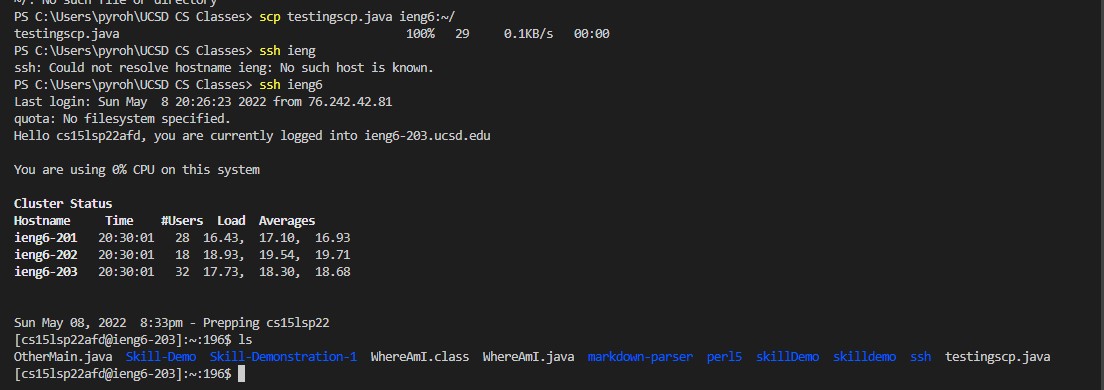 ~/: No such file or directory
PS C:\Users\pyroh\UCSD CS Classes> scp testingscp.java ieng6:~/
testingscp.java 100% 29 0.1KB/s 00:00
PS C:\Users\pyroh\UCSD CS Classes> ssh ieng
ssh: Could not resolve hostname ieng: No such host is known.
PS C:\Users\pyroh\UCSD CS Classes> ssh ieng6
Last login: Sun May  8 20:26:23 2022 from 76.242.42.81
quota: No filesystem specified.
Hello cs15lsp22afd, you are currently logged into ieng6-203.ucsd.edu
You are using 0% CPU on this system
Cluster Status
Hostname Time #Users Load Averages
ieng6-201 20:30:01 28 16.43, 17.10, 16.93
ieng6-202 20:30:01 18 18.93, 19.54, 19.71
ieng6-203 20:30:01 32 17.73, 18.30, 18.68
Sun May 08, 2022  8:33pm - Prepping cs15lsp22
[cs15lsp22afd@ieng6-203]:~:196$ ls
OtherMain.java Skill-Demo Skill-Demonstration-1 WhereAmI.class WhereAmI.java markdown-parser perl5 skillDemo skilldemo ssh testingscp.java
[cs15lsp22afd@ieng6-203]:~:196$